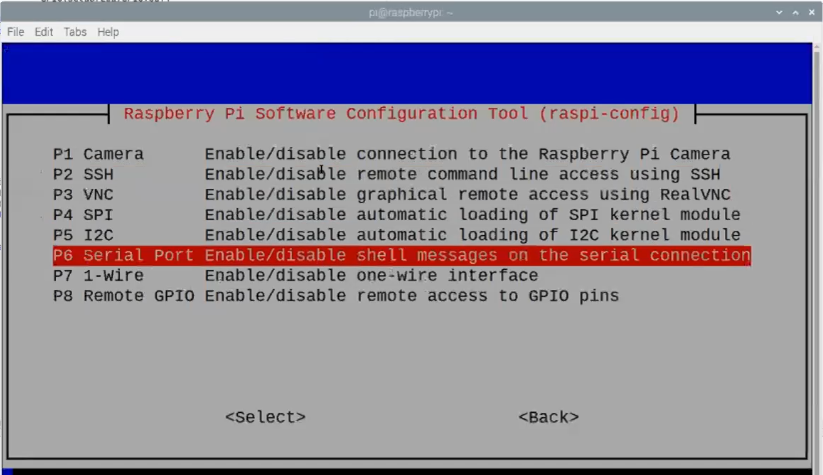 pi@raspberrypi: ~
File Edit Tabs Help
Raspberry Pi Software Configuration Tool (raspi-config)
P1 Camera Enable/disable connection to the Raspberry Pi Camera
P2 SSH Enable/disable remote command line access using SSH
P3 VNC Enable/disable graphical remote access using RealVNC
P4 SPI Enable/disable automatic loading of SPI kernel module
P5 I2C Enable/disable automatic loading of I2C kernel module
P6 Serial Port Enable/disable shell messages on the serial connection
P7 1-Wire Enable/disable one-wire interface
P8 Remote GPIO Enable/disable remote access to GPIO pins
<Select> <Back>